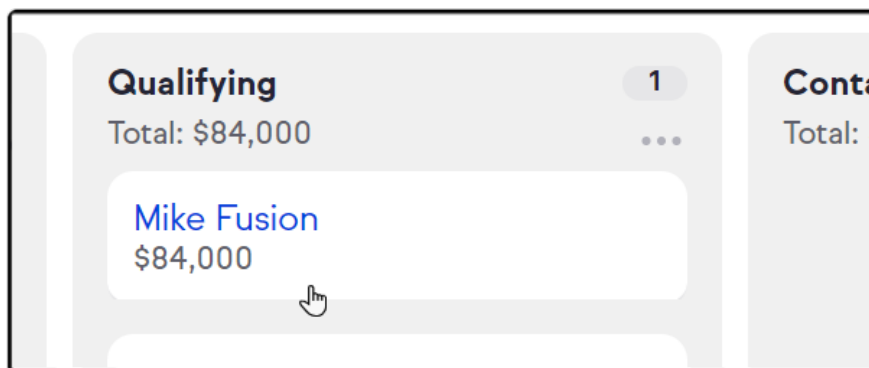 Qualifying
1
Total: $84,000
•••
Mike Fusion
$84,000
Total: